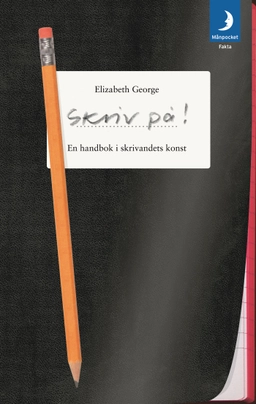 Månpocket
Fakta
Elizabeth George
Skriv på!
En handbok i skrivandets konst